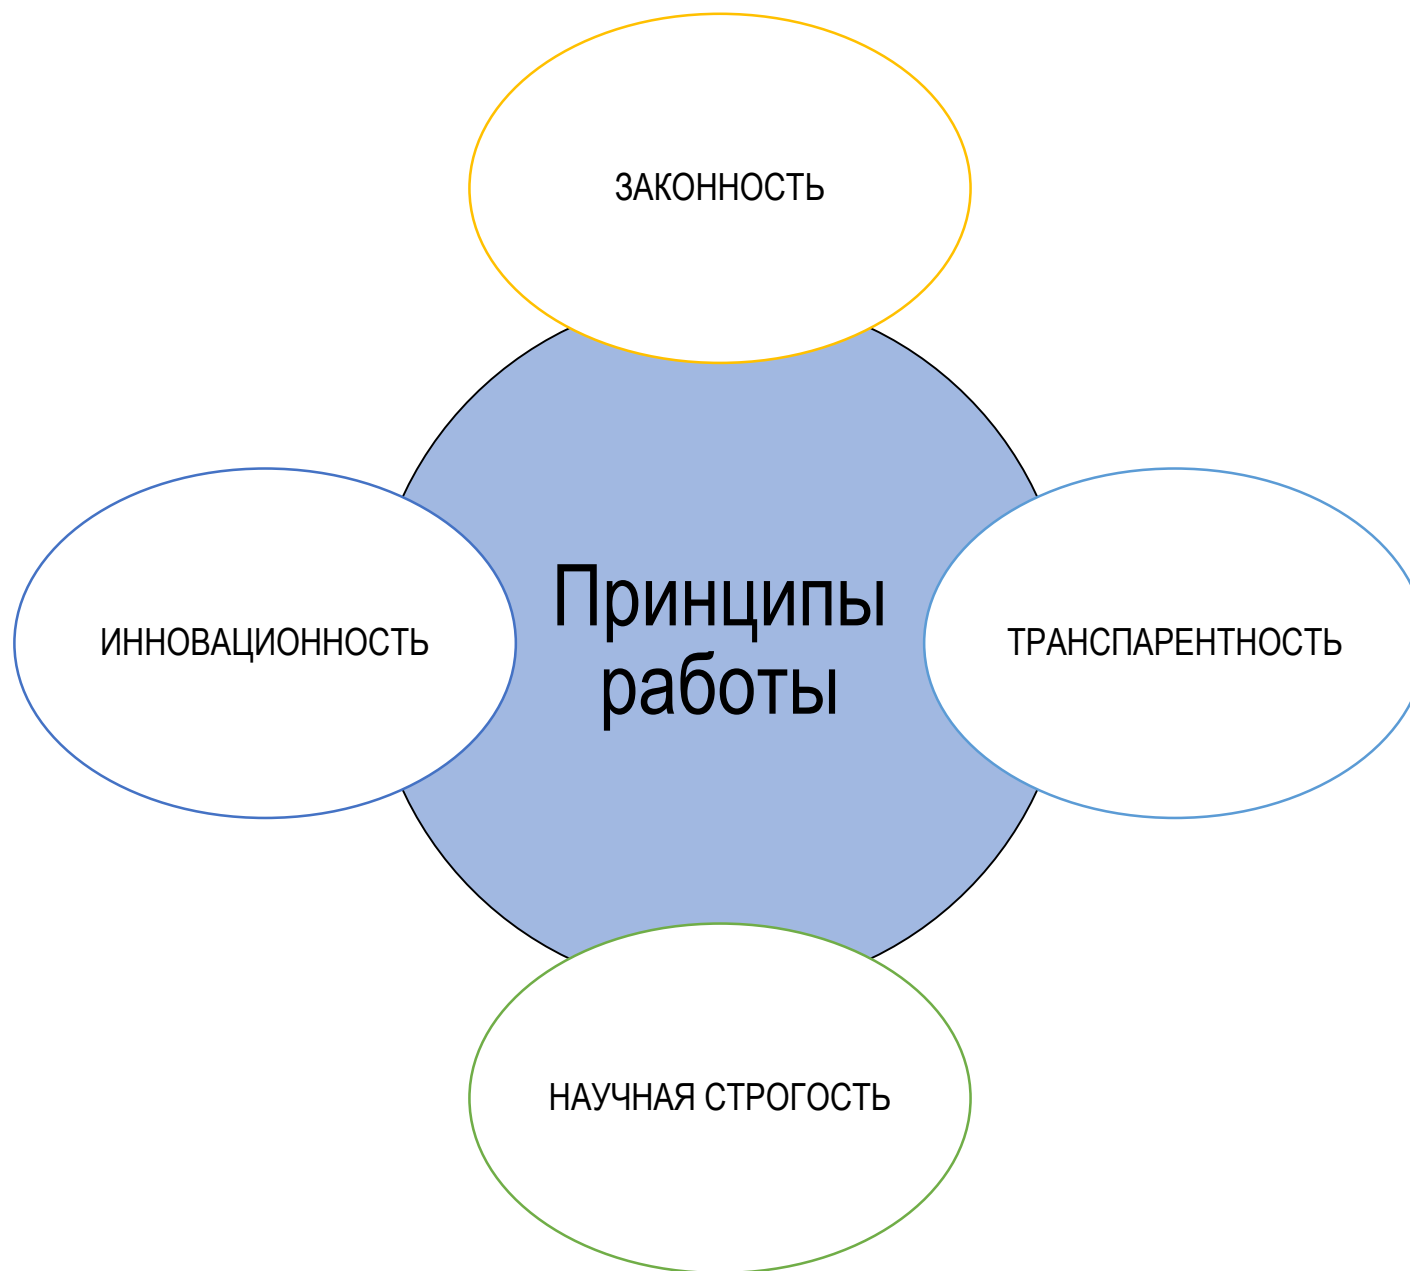 ЗАКОННОСТЬ
ИННОВАЦИОННОСТЬ
Принципы
работы
ТРАНСПАРЕНТНОСТЬ
НАУЧНАЯ СТРОГОСТЬ